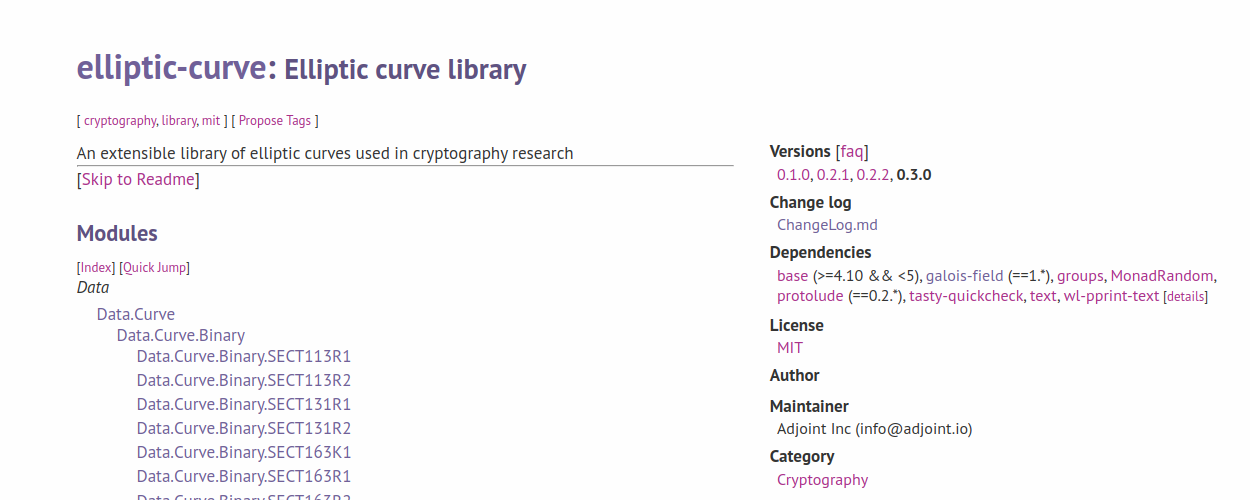 elliptic-curve: Elliptic curve library
[ cryptography, library, mit ] [ Propose Tags ]
An extensible library of elliptic curves used in cryptography research
[Skip to Readme]
Modules
[Index] [Quick Jump]
Data
Data.Curve
Data.Curve.Binary
Data.Curve.Binary.SECT113R1
Data.Curve.Binary.SECT113R2
Data.Curve.Binary.SECT131R1
Data.Curve.Binary.SECT131R2
Data.Curve.Binary.SECT163K1
Data.Curve.Binary.SECT163R1
Data.Curve.Binary.SECT163R2
Versions [faq]
0.1.0, 0.2.1, 0.2.2, 0.3.0
Change log
ChangeLog.md
Dependencies
base (>=4.10 && <5), galois-field (==1.*), groups, MonadRandom,
protolude (==0.2.*), tasty-quickcheck, text, wl-pprint-text [details]
License
MIT
Author
Maintainer
Adjoint Inc (info@adjoint.io)
Category
Cryptography